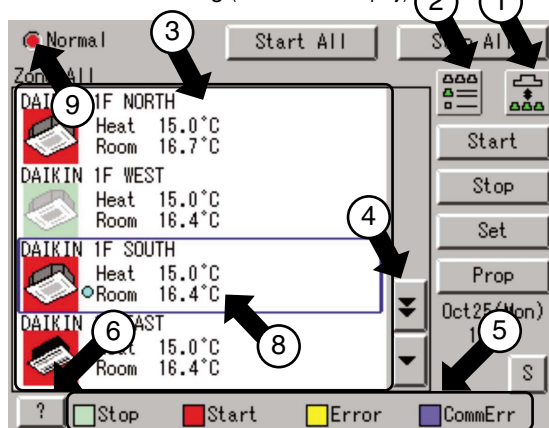 2 1
Normal 3 Start All Stop All
Zone All
9
DAIKIN 1F NORTH
Heat 15.0°C
Room 16.7°C
Start
DAIKIN 1F WEST
Heat 15.0°C
Room 16.4°C
Stop
4
Set
DAIKIN 1F SOUTH
Heat 15.0°C
Room 16.4°C
Prop
Oct25(Mon)
DAIKIN
6 8 5
15.0°C
Room 16.4°C
S
? Stop Start Error CommErr